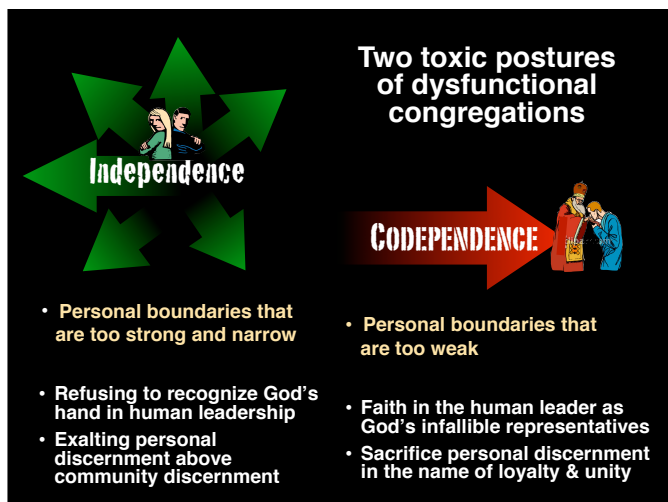 Two toxic postures
of dysfunctional
congregations
Independence
• Personal boundaries that
are too strong and narrow
• Refusing to recognize God's
hand in human leadership
• Exalting personal
discernment above
community discernment
CODEPENDENCE
• Personal boundaries that
are too weak
• Faith in the human leader as
God's infallible representatives
• Sacrifice personal discernment
in the name of loyalty & unity